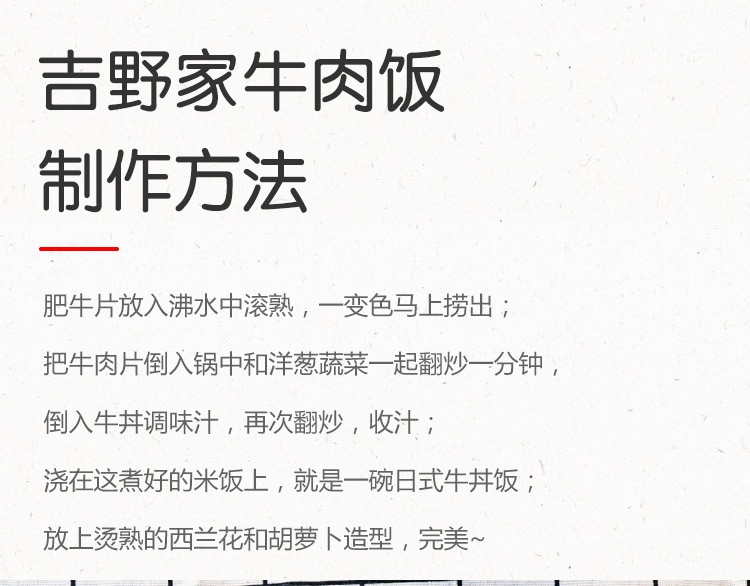 吉野家牛肉饭
制作方法
肥牛片放入沸水中滚熟，一变色马上捞出；
把牛肉片倒入锅中和洋葱蔬菜一起翻炒一分钟，
倒入牛丼调味汁，再次翻炒，收汁；
浇在这煮好的米饭上，就是一碗日式牛丼饭；
放上烫熟的西兰花和胡萝卜造型，完美~